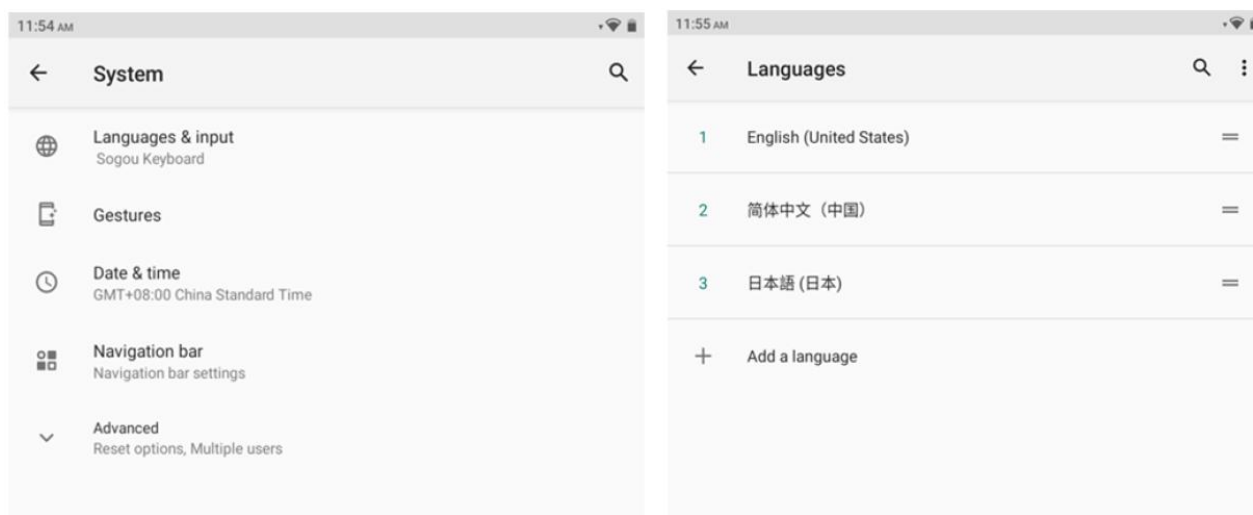 11:54 AM
System
Languages & input
Sogou Keyboard
Gestures
Date & time
GMT+08:00 China Standard Time
Navigation bar
Navigation bar settings
Advanced
Reset options, Multiple users
11:55 AM
Languages
1 English (United States)
2 简体中文（中国）
3 日本語 (日本)
Add a language